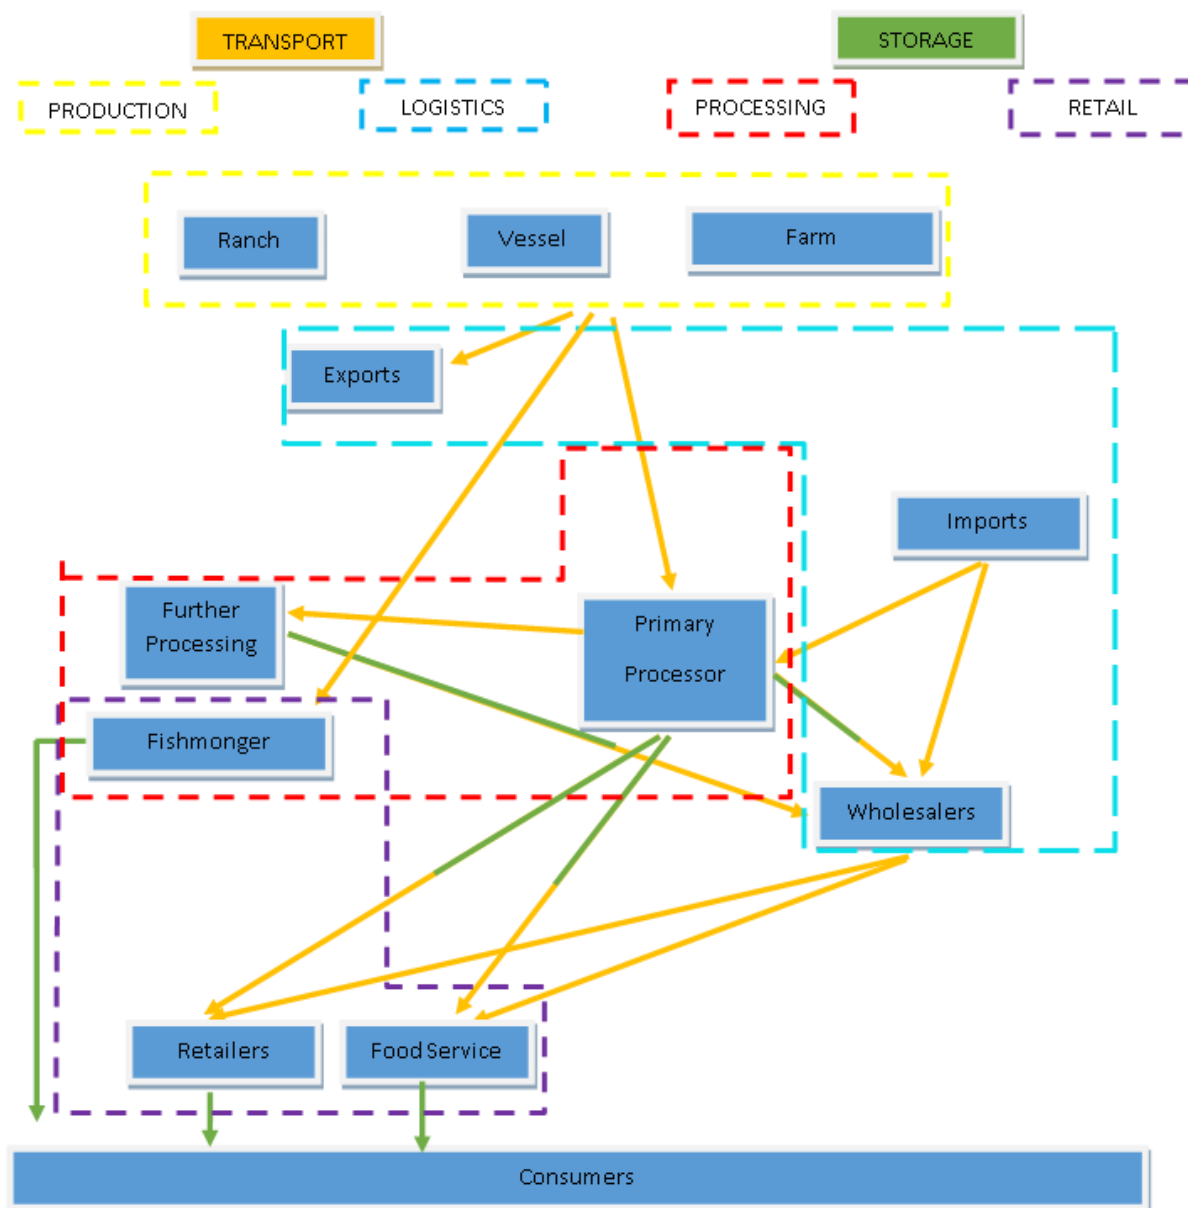 TRANSPORT
STORAGE
PRODUCTION
LOGISTICS
PROCESSING
RETAIL
Ranch
Vessel
Farm
Exports
Imports
Further
Processing
Primary
Processor
Fishmonger
Wholesalers
Retailers
Food Service
Consumers